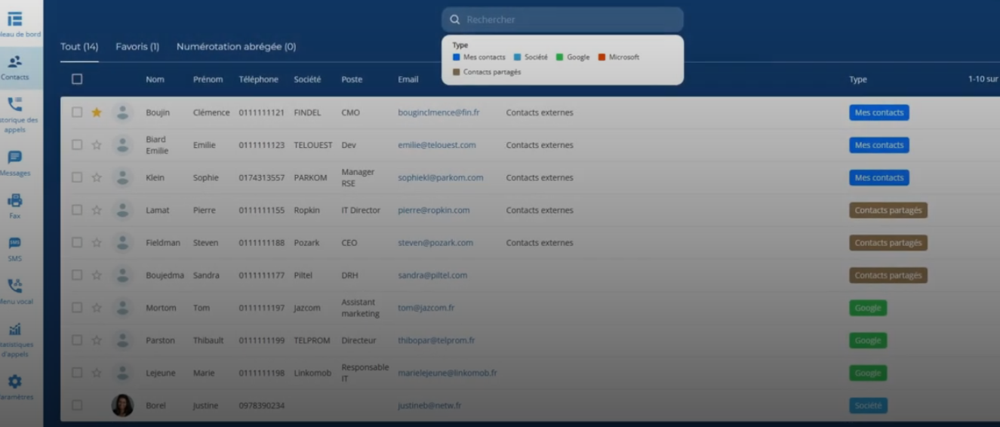 Rechercher
Type
Mes contacts Société Google Microsoft
Contacts partagés
leau de bord
Contacts
storique des
appels
Messages
Fax
SMS
SMS
Menu vocal
tatistiques
d'appels
aramètres
Tout (14) Favoris (1) Numérotation abrégée (0)
Nom Prénom Téléphone Société Poste Email Type 1-10 sur
Boujin Clémence 0111111121 FINDEL CMO bouginclmence@fin.fr Contacts externes Mes contacts
Biard
Emilie Emilie 0111111123 TELOUEST Dev emilie@telouest.com Contacts externes Mes contacts
Klein Sophie 0174313557 PARKOM Manager
RSE sophiekl@parkom.com Contacts externes Mes contacts
Lamat Pierre 0111111155 Ropkin IT Director pierre@ropkin.com Contacts externes Contacts partagés
Fieldman Steven 0111111188 Pozark CEO steven@pozark.com Contacts externes Contacts partagés
Boujedma Sandra 0111111177 Piltel DRH sandra@piltel.com Contacts partagés
Mortom Tom 0111111197 Jazcom Assistant
marketing tom@jazcom.fr Google
Parston Thibault 0111111199 TELPROM Directeur thibopar@telprom.fr Google
Lejeune Marie 0111111198 Linkomob Responsable
IT marielejeune@linkomob.fr Google
Borel Justine 0978390234 justineb@netw.fr Société